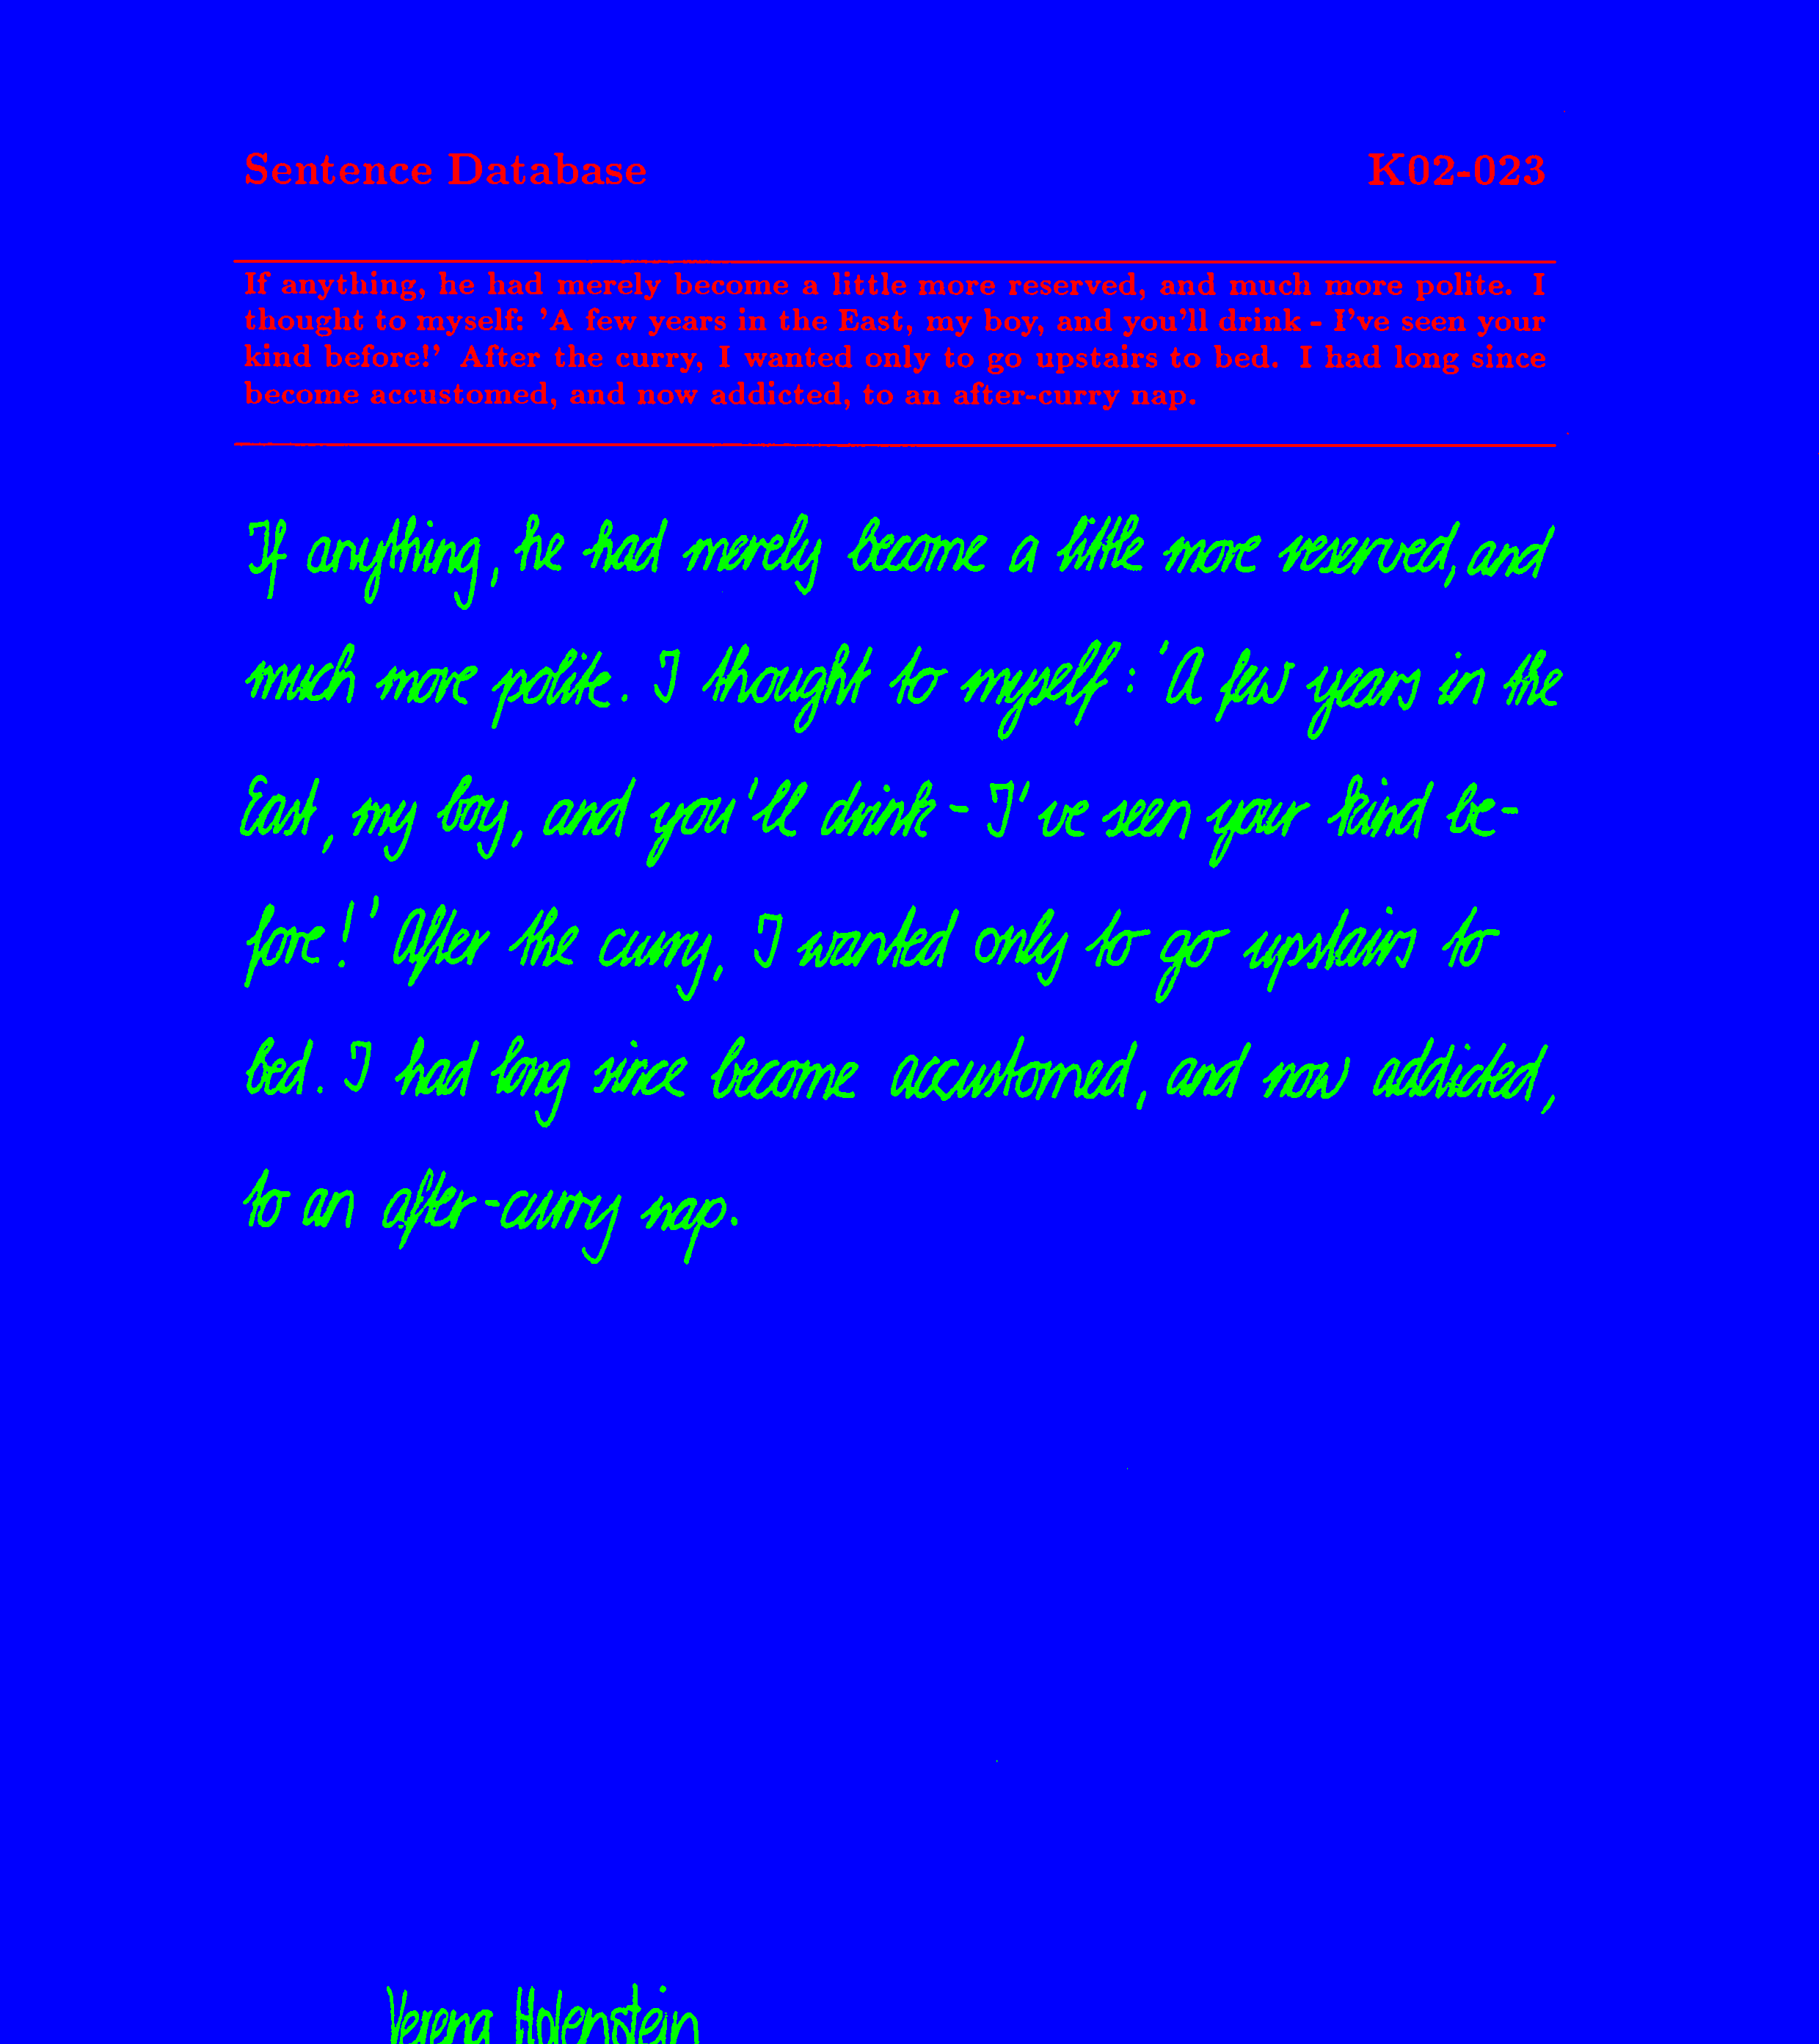 Sentence Database K02-023
If anything, he had merely become a little more reserved, and much more polite. I
thought to myself: 'A few years in the East, my boy, and you'll drink - I've seen your
kind before!' After the curry, I wanted only to go upstairs to bed. I had long since
become accustomed, and now addicted, to an after-curry nap.
If anything, he had merely become a little more reserved, and
much more polite. I thought to myself: 'A few years in the
East, my boy, and you'll drink - I've seen your kind be-
fore!' After the curry, I wanted only to go upstairs to
bed. I had long since become accustomed, and now addicted,
to an after-curry nap.
Verena Holenstein